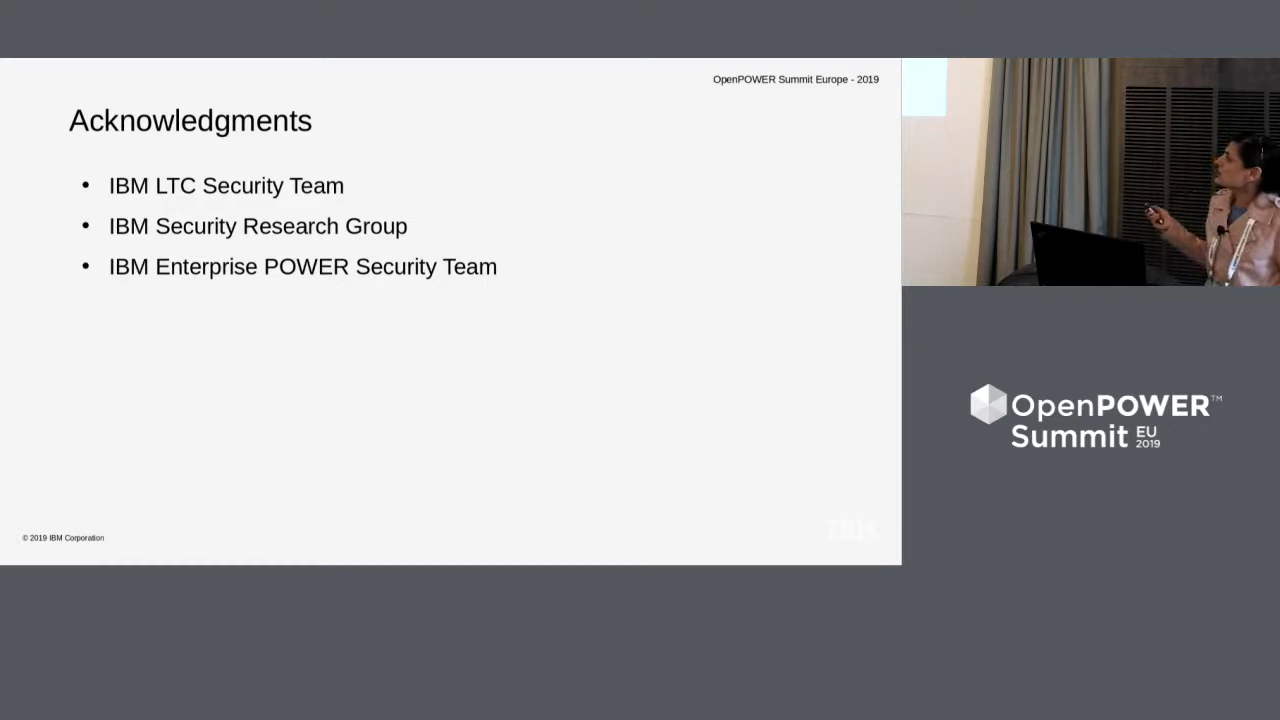 OpenPOWER Summit Europe - 2019
Acknowledgments
• IBM LTC Security Team
• IBM Security Research Group
• IBM Enterprise POWER Security Team
© 2019 IBM Corporation
IBM
OpenPOWER™
Summit EU
2019